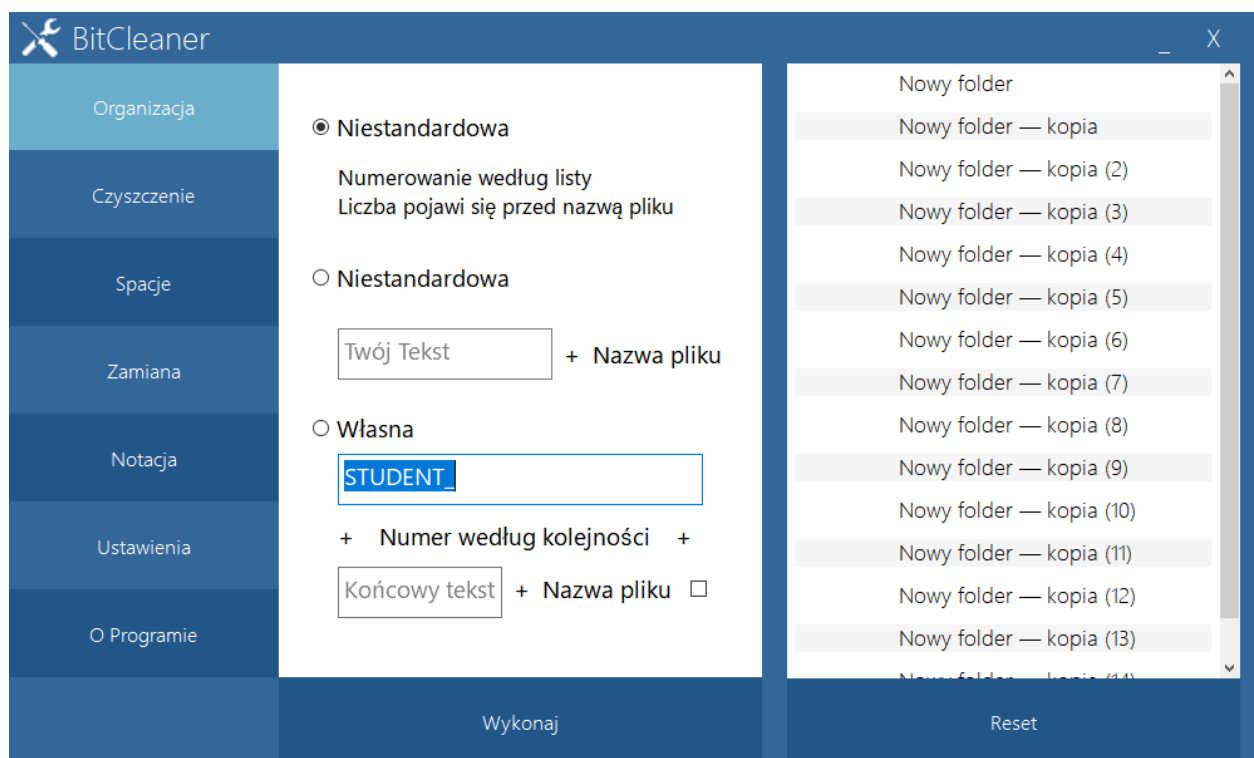 BitCleaner
_ X
Organizacja
Czyszczenie
Spacje
Zamiana
Notacja
Ustawienia
O Programie
Niestandardowa
Numerowanie według listy
Liczba pojawi się przed nazwą pliku
Niestandardowa
Twój Tekst + Nazwa pliku
Własna
STUDENT_
+ Numer według kolejności +
Końcowy tekst + Nazwa pliku
Wykonaj
Nowy folder
Nowy folder — kopia
Nowy folder — kopia (2)
Nowy folder — kopia (3)
Nowy folder — kopia (4)
Nowy folder — kopia (5)
Nowy folder — kopia (6)
Nowy folder — kopia (7)
Nowy folder — kopia (8)
Nowy folder — kopia (9)
Nowy folder — kopia (10)
Nowy folder — kopia (11)
Nowy folder — kopia (12)
Nowy folder — kopia (13)
Nowy folder — kopia (14)
Reset